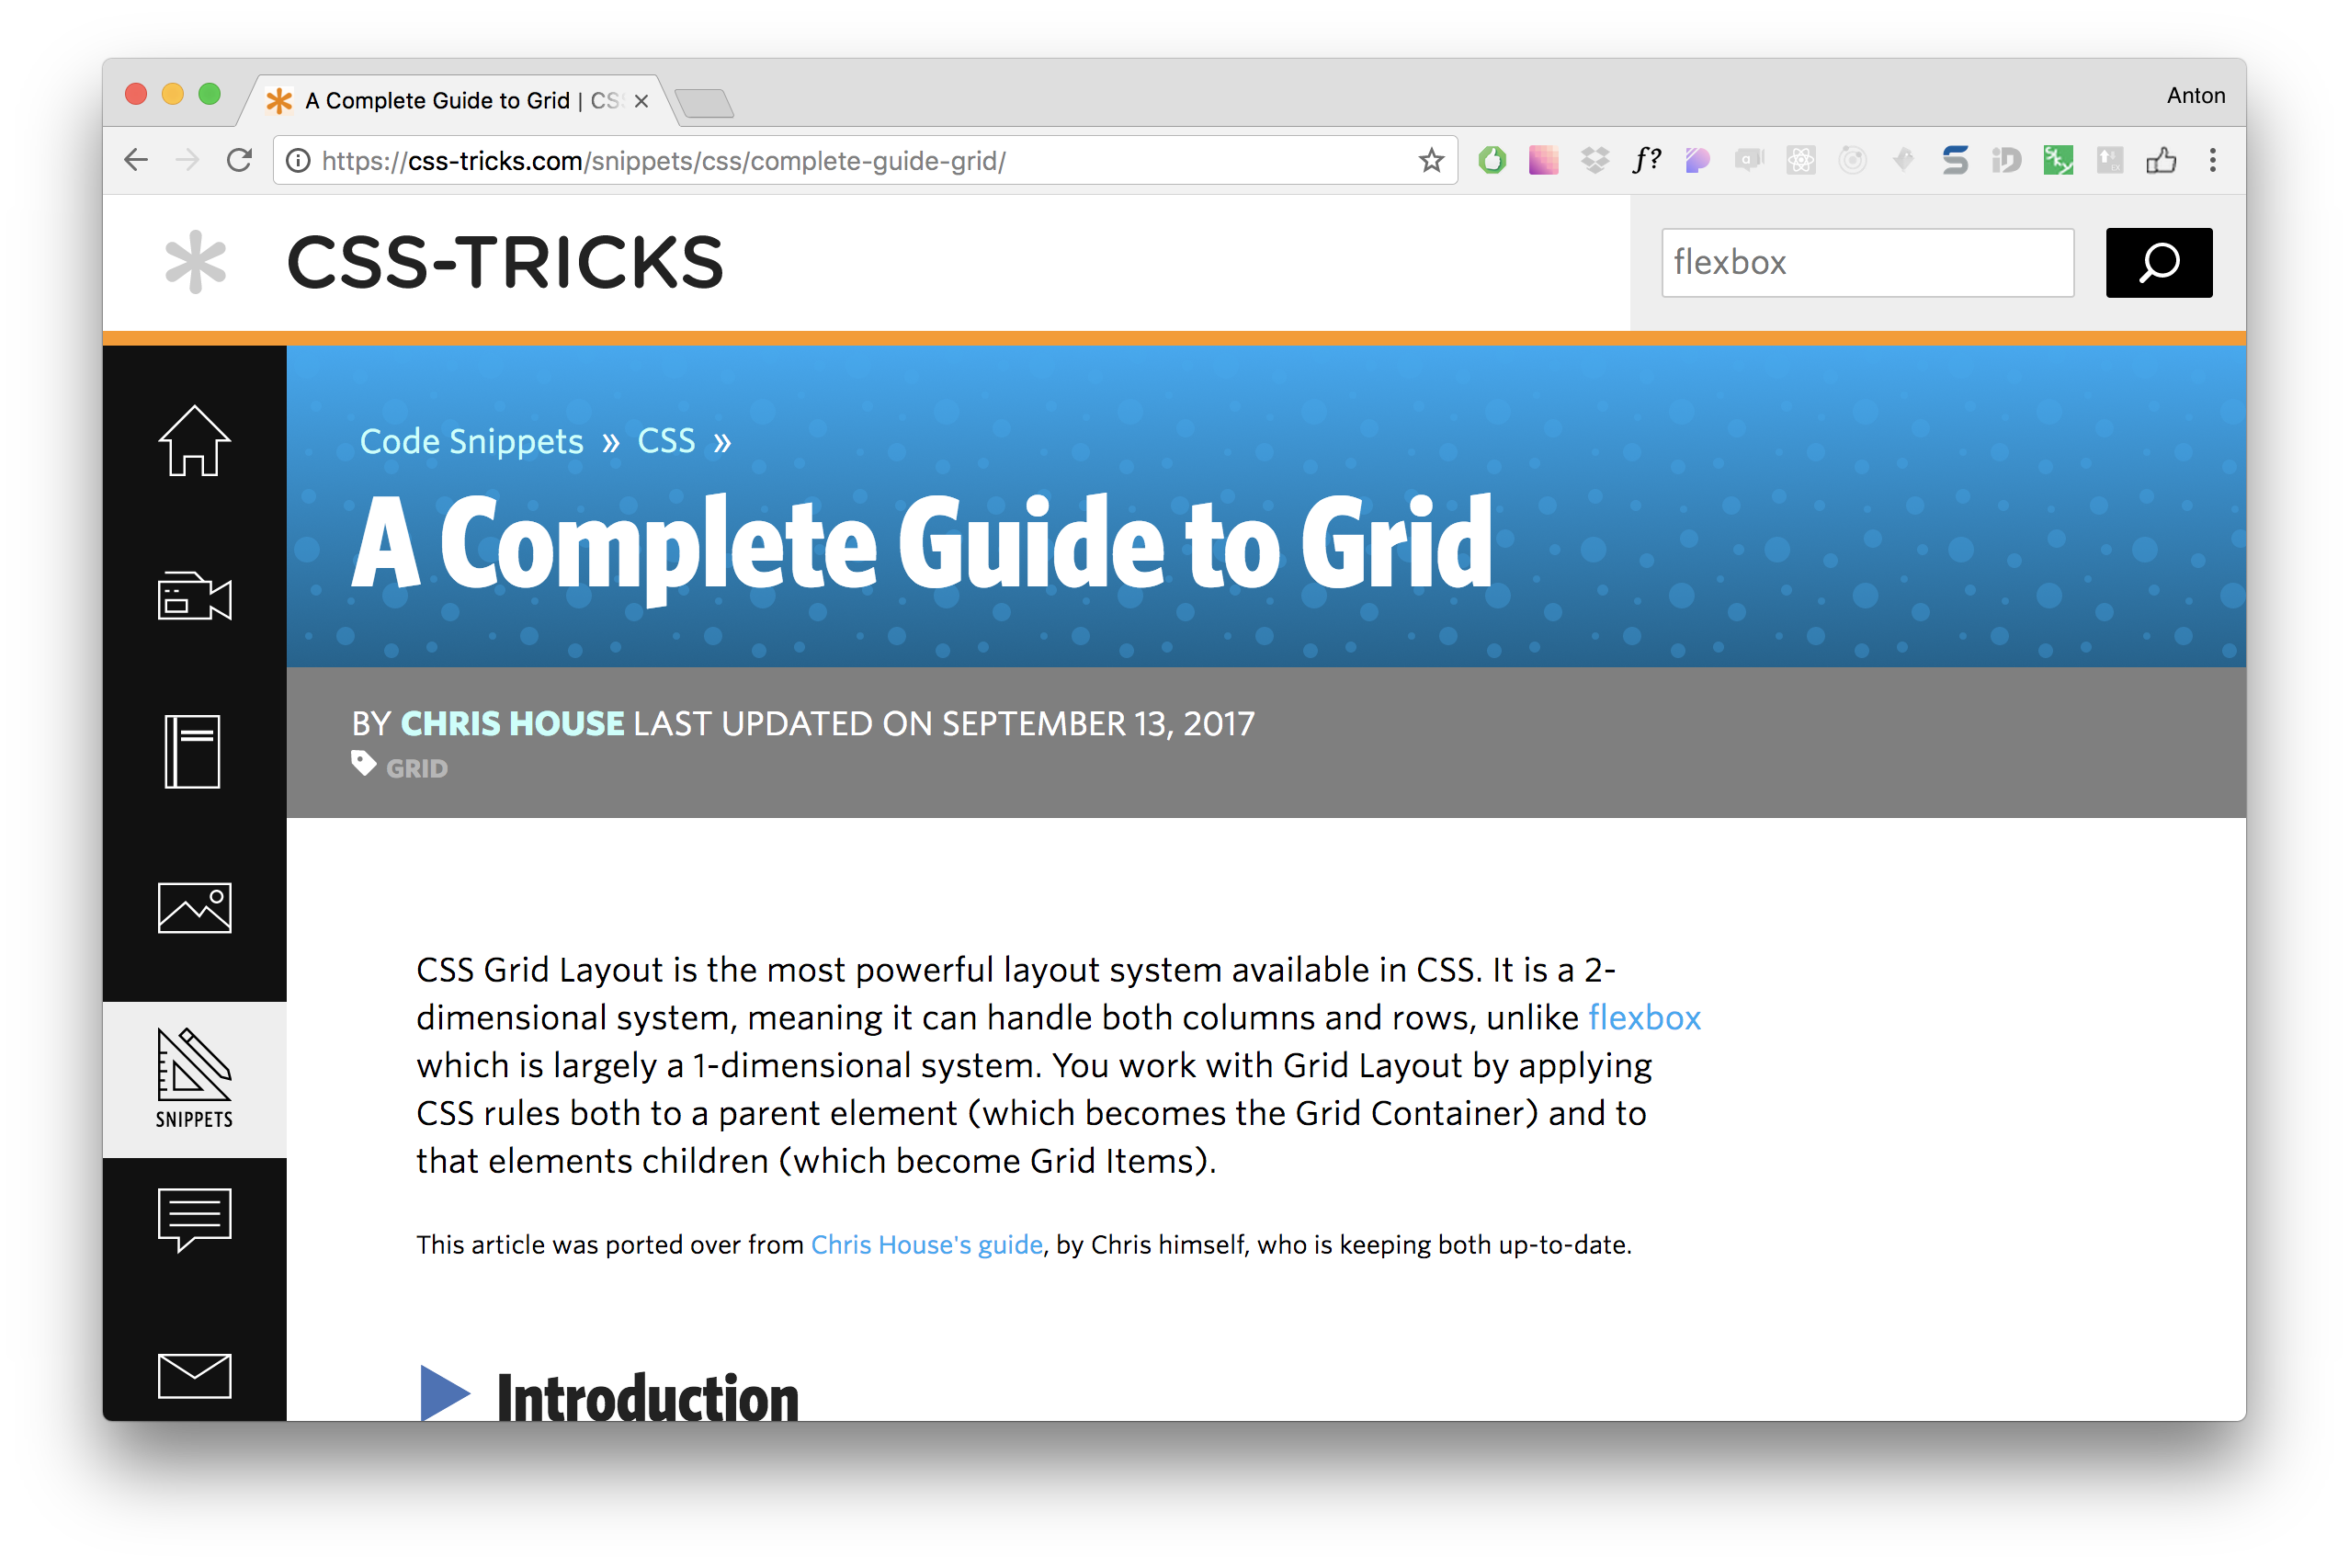 A Complete Guide to Grid | CSS
Anton
https://css-tricks.com/snippets/css/complete-guide-grid/
f?
CSS-TRICKS
flexbox
Code Snippets » CSS »
A Complete Guide to Grid
BY CHRIS HOUSE LAST UPDATED ON SEPTEMBER 13, 2017
GRID
CSS Grid Layout is the most powerful layout system available in CSS. It is a 2-
dimensional system, meaning it can handle both columns and rows, unlike flexbox
which is largely a 1-dimensional system. You work with Grid Layout by applying
CSS rules both to a parent element (which becomes the Grid Container) and to
that elements children (which become Grid Items).
SNIPPETS
This article was ported over from Chris House's guide, by Chris himself, who is keeping both up-to-date.
Introduction